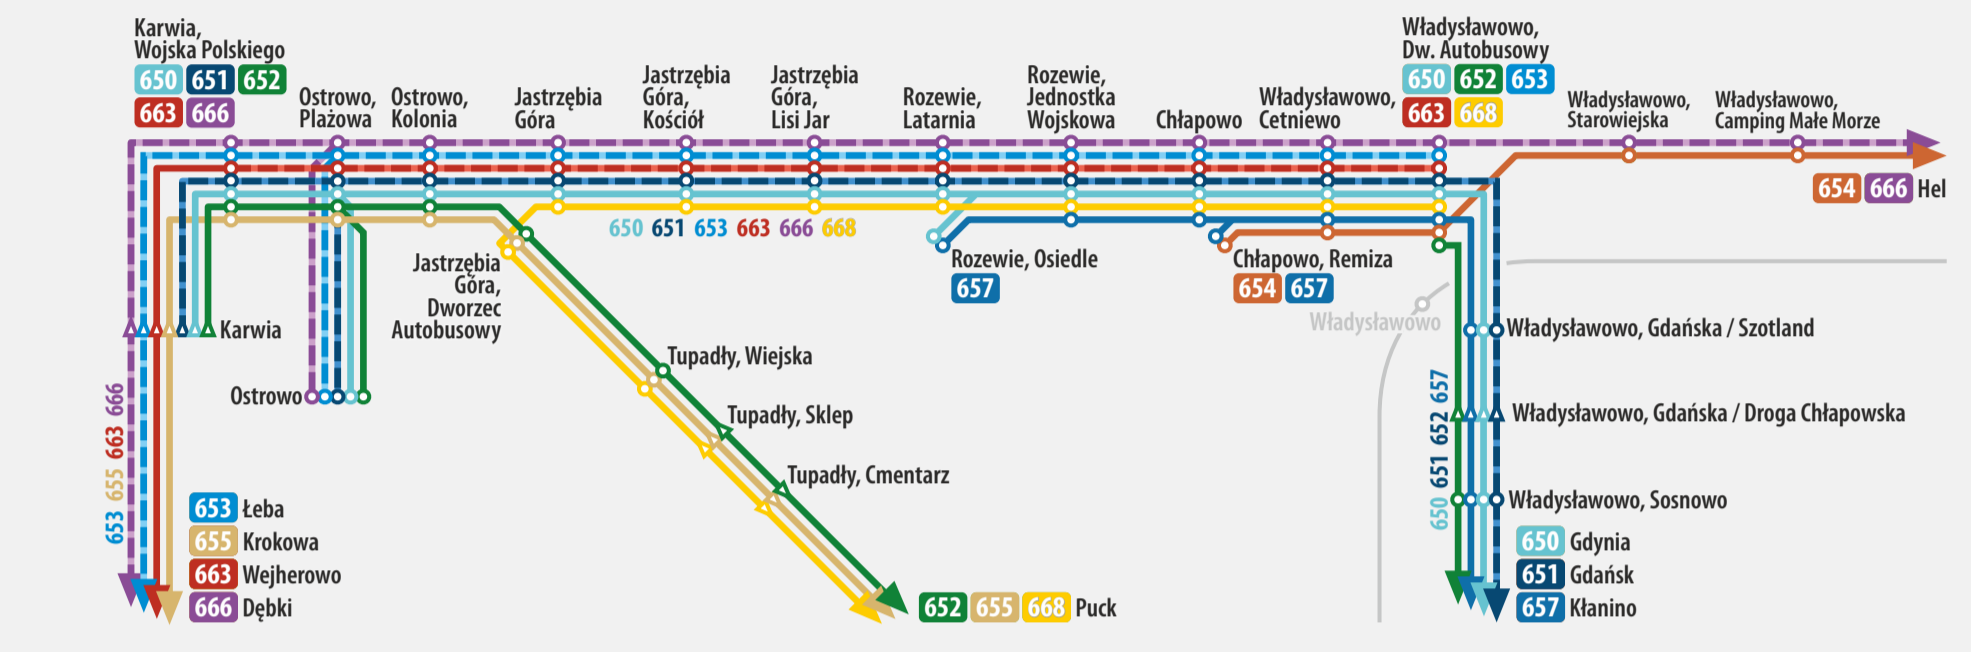 Karwia,
Wojska Polskiego
650 651 652
663 666
Ostrowo,
Plażowa
Ostrowo,
Kolonia
Jastrzębia
Góra
Jastrzębia
Góra,
Kościół
Jastrzębia
Góra,
Lisi Jar
Rozewie,
Latarnia
Rozewie,
Jednostka
Wojskowa
Chłapowo
Władysławowo,
Cetniewo
Władysławowo,
Dw. Autobusowy
650 652 653
663 668
Władysławowo,
Starowiejska
Władysławowo,
Camping Małe Morze
654 666 Hel
650 651 653 663 666 668
Jastrzębia
Góra,
Dworzec
Autobusowy
Rozewie, Osiedle
657
Chłapowo, Remiza
654 657
Władysławowo
Karwia
Ostrowo
Władysławowo, Gdańska / Szotland
Tupadły, Wiejska
Tupadły, Sklep
Tupadły, Cmentarz
Władysławowo, Gdańska / Droga Chłapowska
Władysławowo, Sosnowo
653 655 663 666
650 651 652 657
653 Łeba
655 Krokowa
663 Wejherowo
666 Dębki
652 655 668 Puck
650 Gdynia
651 Gdańsk
657 Kłanino